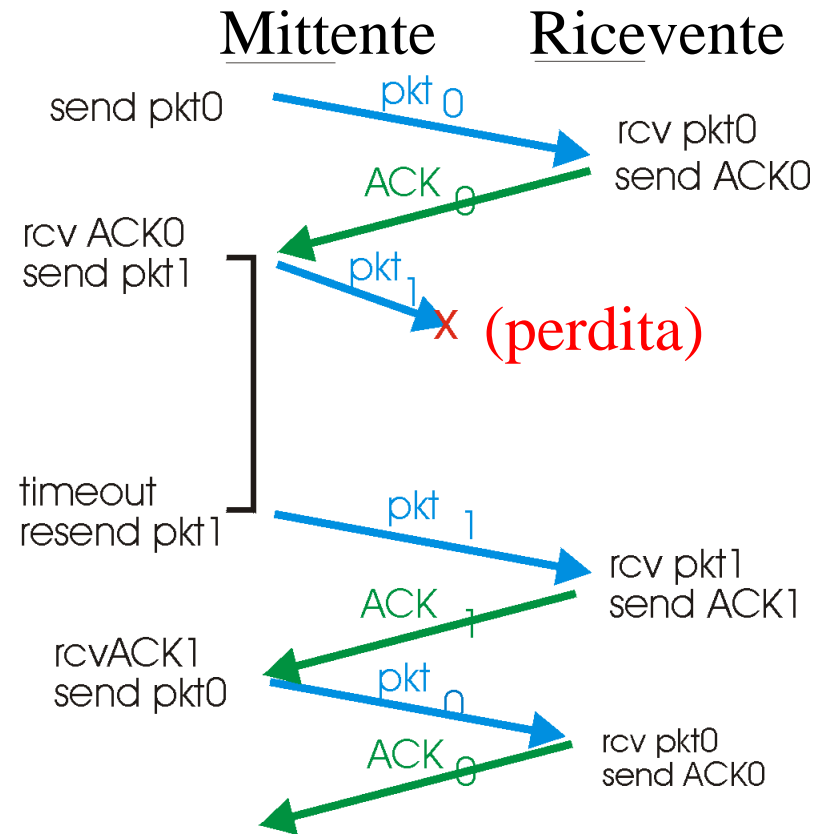 Mittente
Ricevente
send pkt0
pkt 0
rcv pkt0
send ACK0
ACK 0
rcv ACK0
send pkt1
pkt 1
X (perdita)
timeout
resend pkt1
pkt 1
rcv pkt1
send ACK1
ACK 1
rcvACK1
send pkt0
pkt 0
rcv pkt0
send ACK0
ACK 0